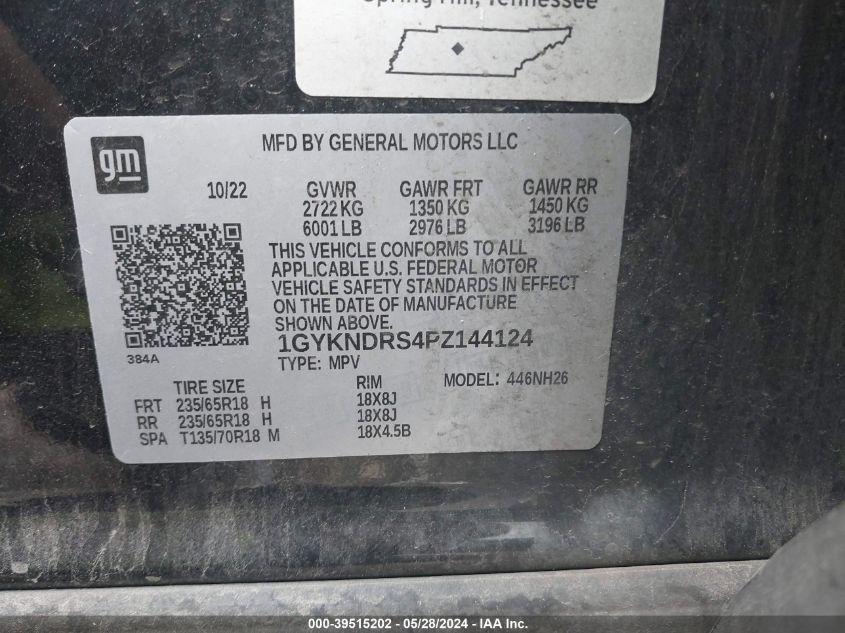 Spring Hill, Tennessee
gm
MFD BY GENERAL MOTORS LLC
10/22 GVWR GAWR FRT GAWR RR
2722 KG 1350 KG 1450 KG
6001 LB 2976 LB 3196 LB
THIS VEHICLE CONFORMS TO ALL
APPLICABLE U.S. FEDERAL MOTOR
VEHICLE SAFETY STANDARDS IN EFFECT
ON THE DATE OF MANUFACTURE
SHOWN ABOVE.
1GYKNDRS4PZ144124
384A
TYPE: MPV
MODEL: 446NH26
TIRE SIZE RIM
FRT 235/65R18 H 18X8J
RR 235/65R18 H 18X8J
SPA T135/70R18 M 18X4.5B
000-39515202 - 05/28/2024 - IAA Inc.